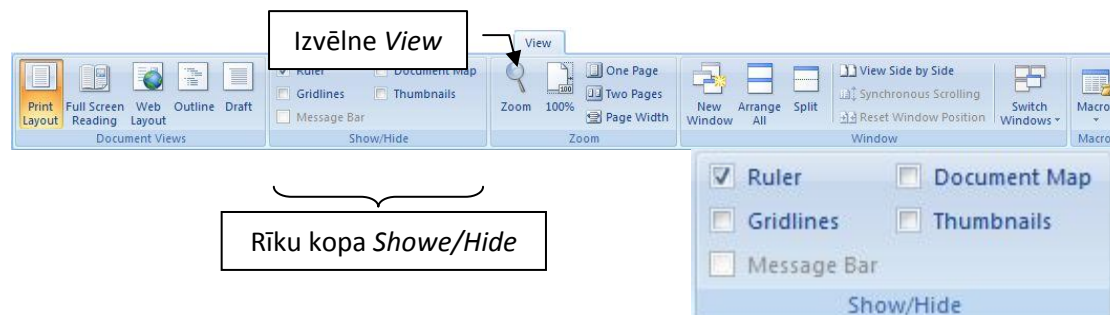 Izvēlne View
View
Ruler Document Map
Gridlines Thumbnails
Message Bar
Show/Hide
Print Layout
Full Screen Reading
Web Layout
Outline
Draft
Document Views
Zoom
100%
One Page
Two Pages
Page Width
Zoom
New Window
Arrange All
Split
View Side by Side
Synchronous Scrolling
Reset Window Position
Switch Windows
Window
Macro
Macro
Rīku kopa Showe/Hide
Ruler Document Map
Gridlines Thumbnails
Message Bar
Show/Hide